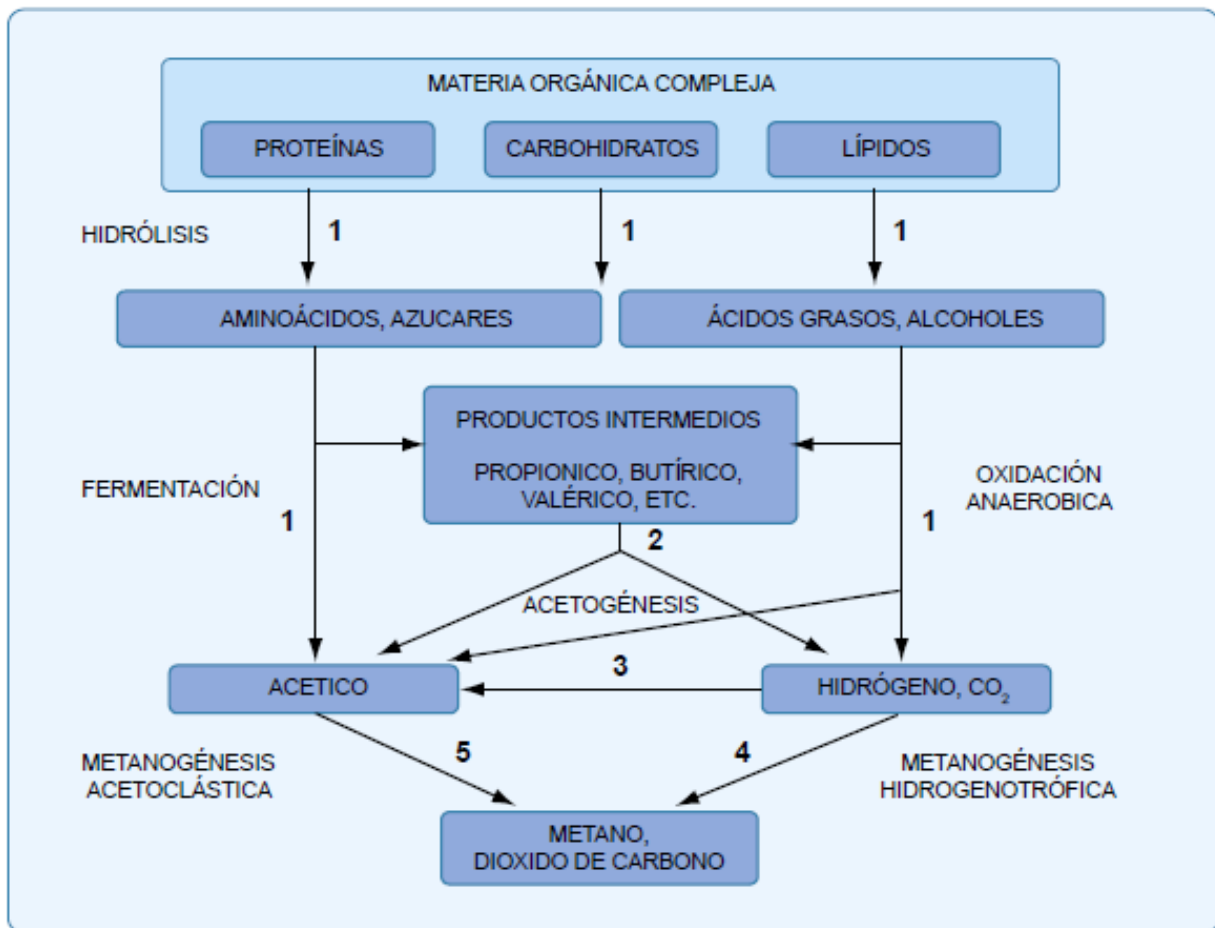 MATERIA ORGÁNICA COMPLEJA
PROTEÍNAS
CARBOHIDRATOS
LÍPIDOS
HIDRÓLISIS
1
1
1
AMINOÁCIDOS, AZUCARES
ÁCIDOS GRASOS, ALCOHOLES
PRODUCTOS INTERMEDIOS
PROPIONICO, BUTÍRICO,
VALÉRICO, ETC.
FERMENTACIÓN
1
OXIDACIÓN
ANAEROBICA
1
2
ACETOGÉNESIS
ACETICO
3
HIDRÓGENO, CO₂
METANOGÉNESIS
ACETOCLÁSTICA
5
4
METANOGÉNESIS
HIDROGENOTRÓFICA
METANO,
DIOXIDO DE CARBONO